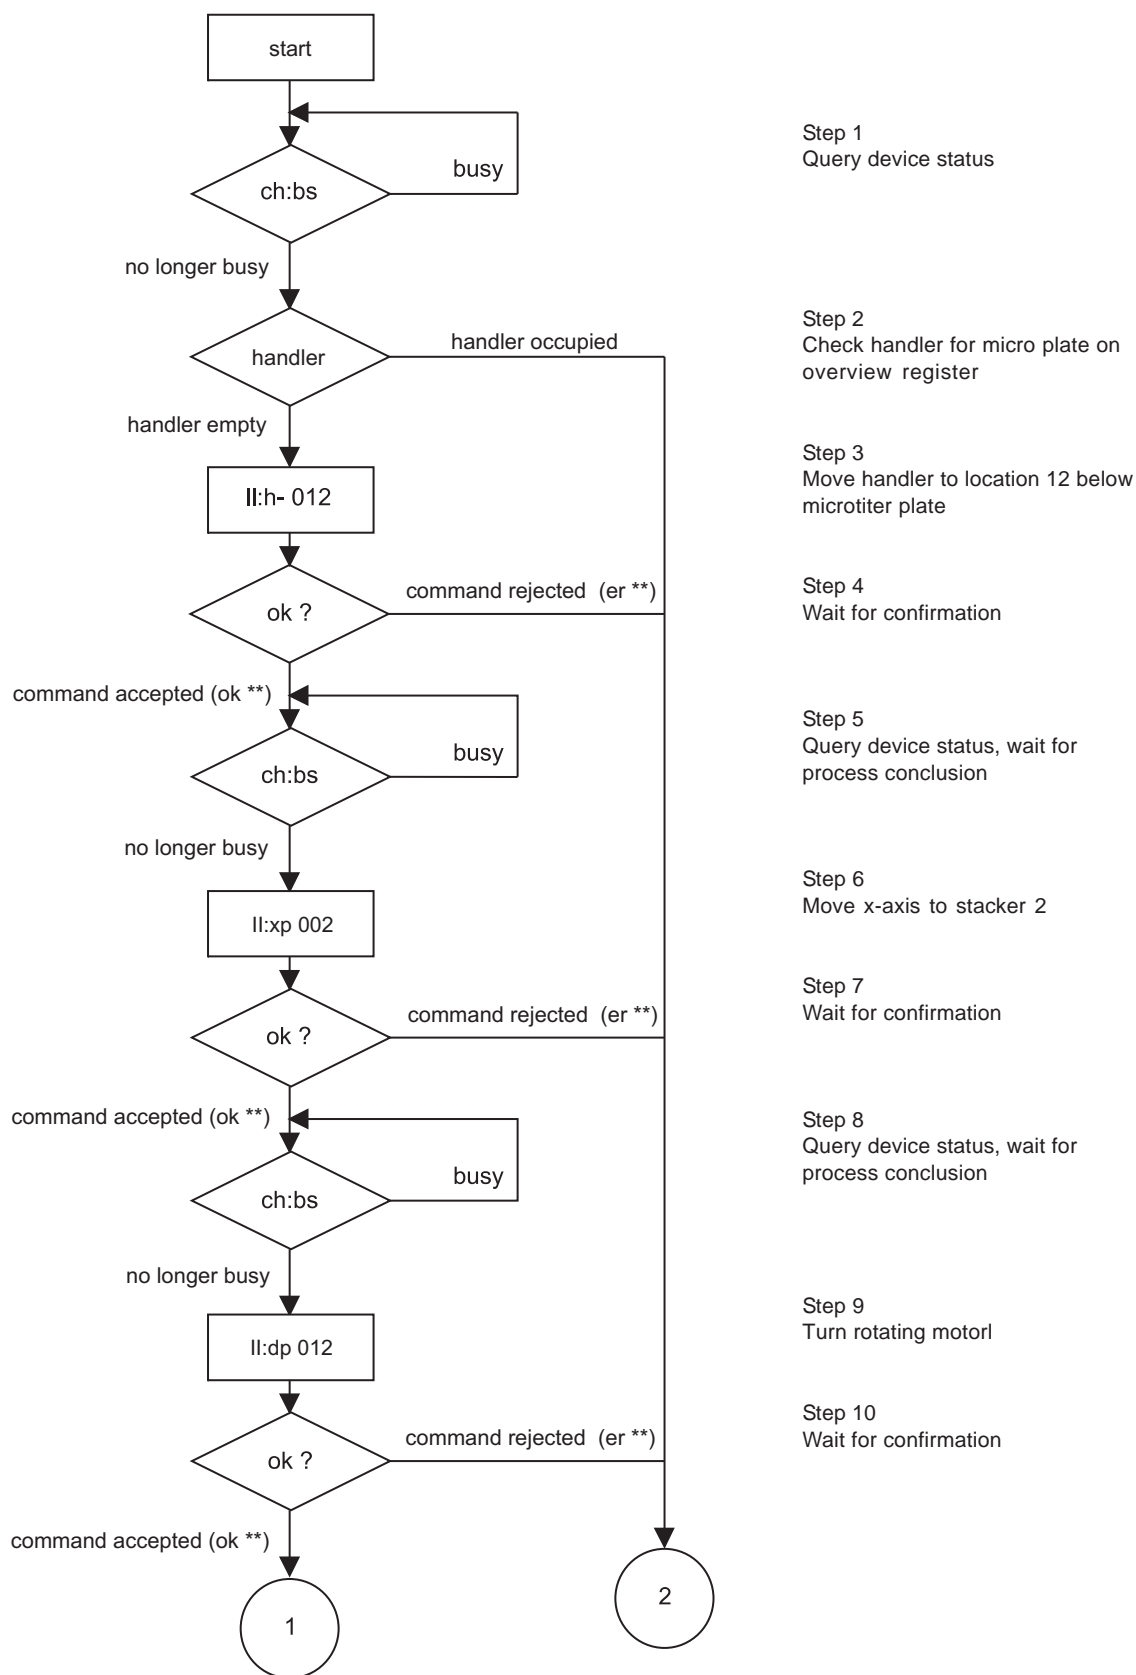 start
Step 1
Query device status
busy
ch:bs
no longer busy
Step 2
Check handler for micro plate on
overview register
handler occupied
handler
handler empty
Step 3
Move handler to location 12 below
microtiter plate
II:h- 012
Step 4
Wait for confirmation
command rejected (er **)
ok ?
command accepted (ok **)
Step 5
Query device status, wait for
process conclusion
busy
ch:bs
no longer busy
Step 6
Move x-axis to stacker 2
II:xp 002
Step 7
Wait for confirmation
command rejected (er **)
ok ?
command accepted (ok **)
Step 8
Query device status, wait for
process conclusion
busy
ch:bs
no longer busy
Step 9
Turn rotating motorl
II:dp 012
Step 10
Wait for confirmation
command rejected (er **)
ok ?
command accepted (ok **)
2
1